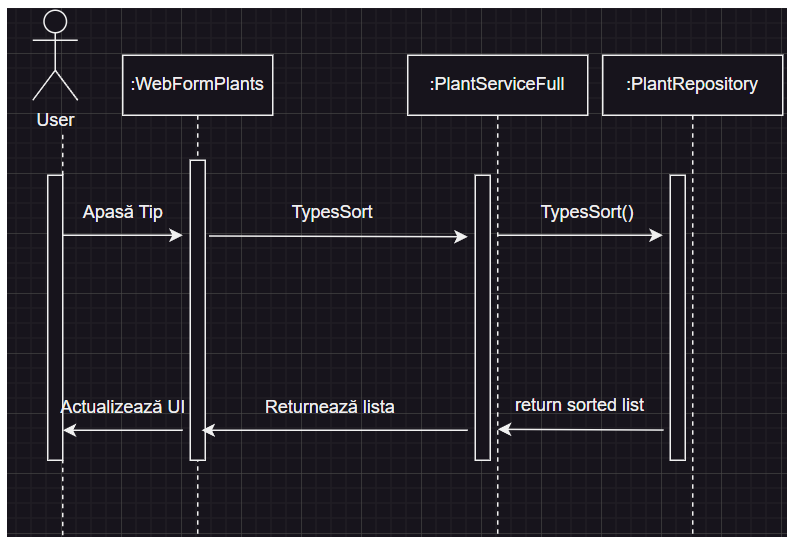 :WebFormPlants
:PlantServiceFull
:PlantRepository
User
Apasă Tip
TypesSort
TypesSort()
Actualizează UI
Returnează lista
return sorted list